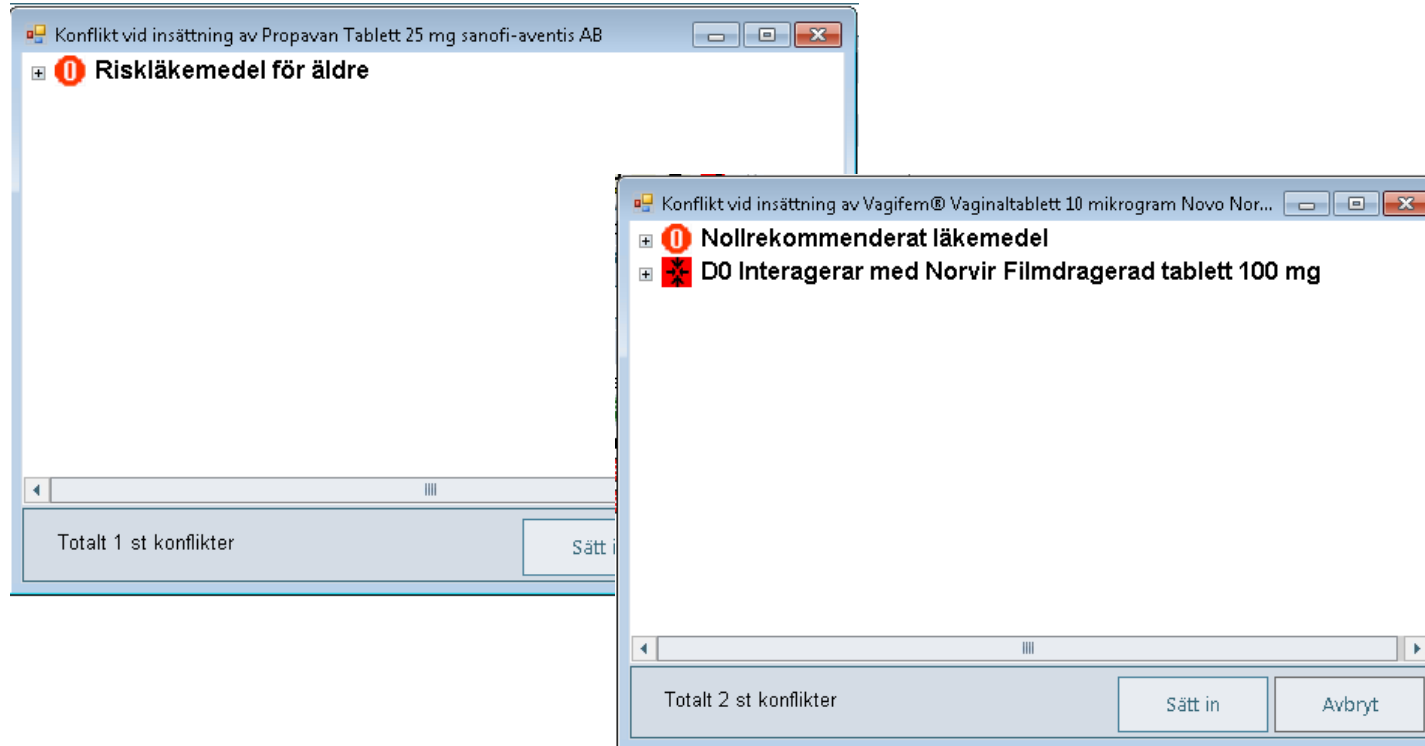 Konflikt vid insättning av Propavan Tablett 25 mg sanofi-aventis AB
Riskläkemedel för äldre
Totalt 1 st konflikter
Sätt
Konflikt vid insättning av Vagifem® Vaginaltablett 10 mikrogram Novo Nor...
Nollrekommenderat läkemedel
D0 Interagerar med Norvir Filmdragerad tablett 100 mg
Totalt 2 st konflikter
Sätt in
Avbryt